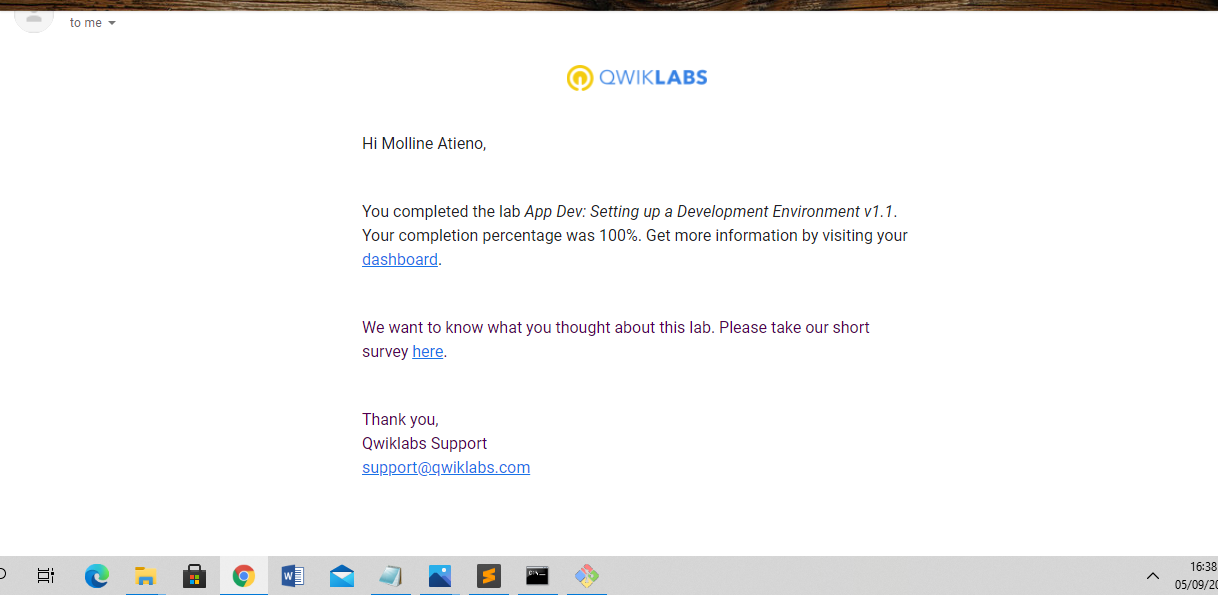 to me
QWIKLABS
Hi Molline Atieno,
You completed the lab App Dev: Setting up a Development Environment v1.1.
Your completion percentage was 100%. Get more information by visiting your
dashboard.
We want to know what you thought about this lab. Please take our short
survey here.
Thank you,
Qwiklabs Support
support@qwiklabs.com
16:38
05/09/20